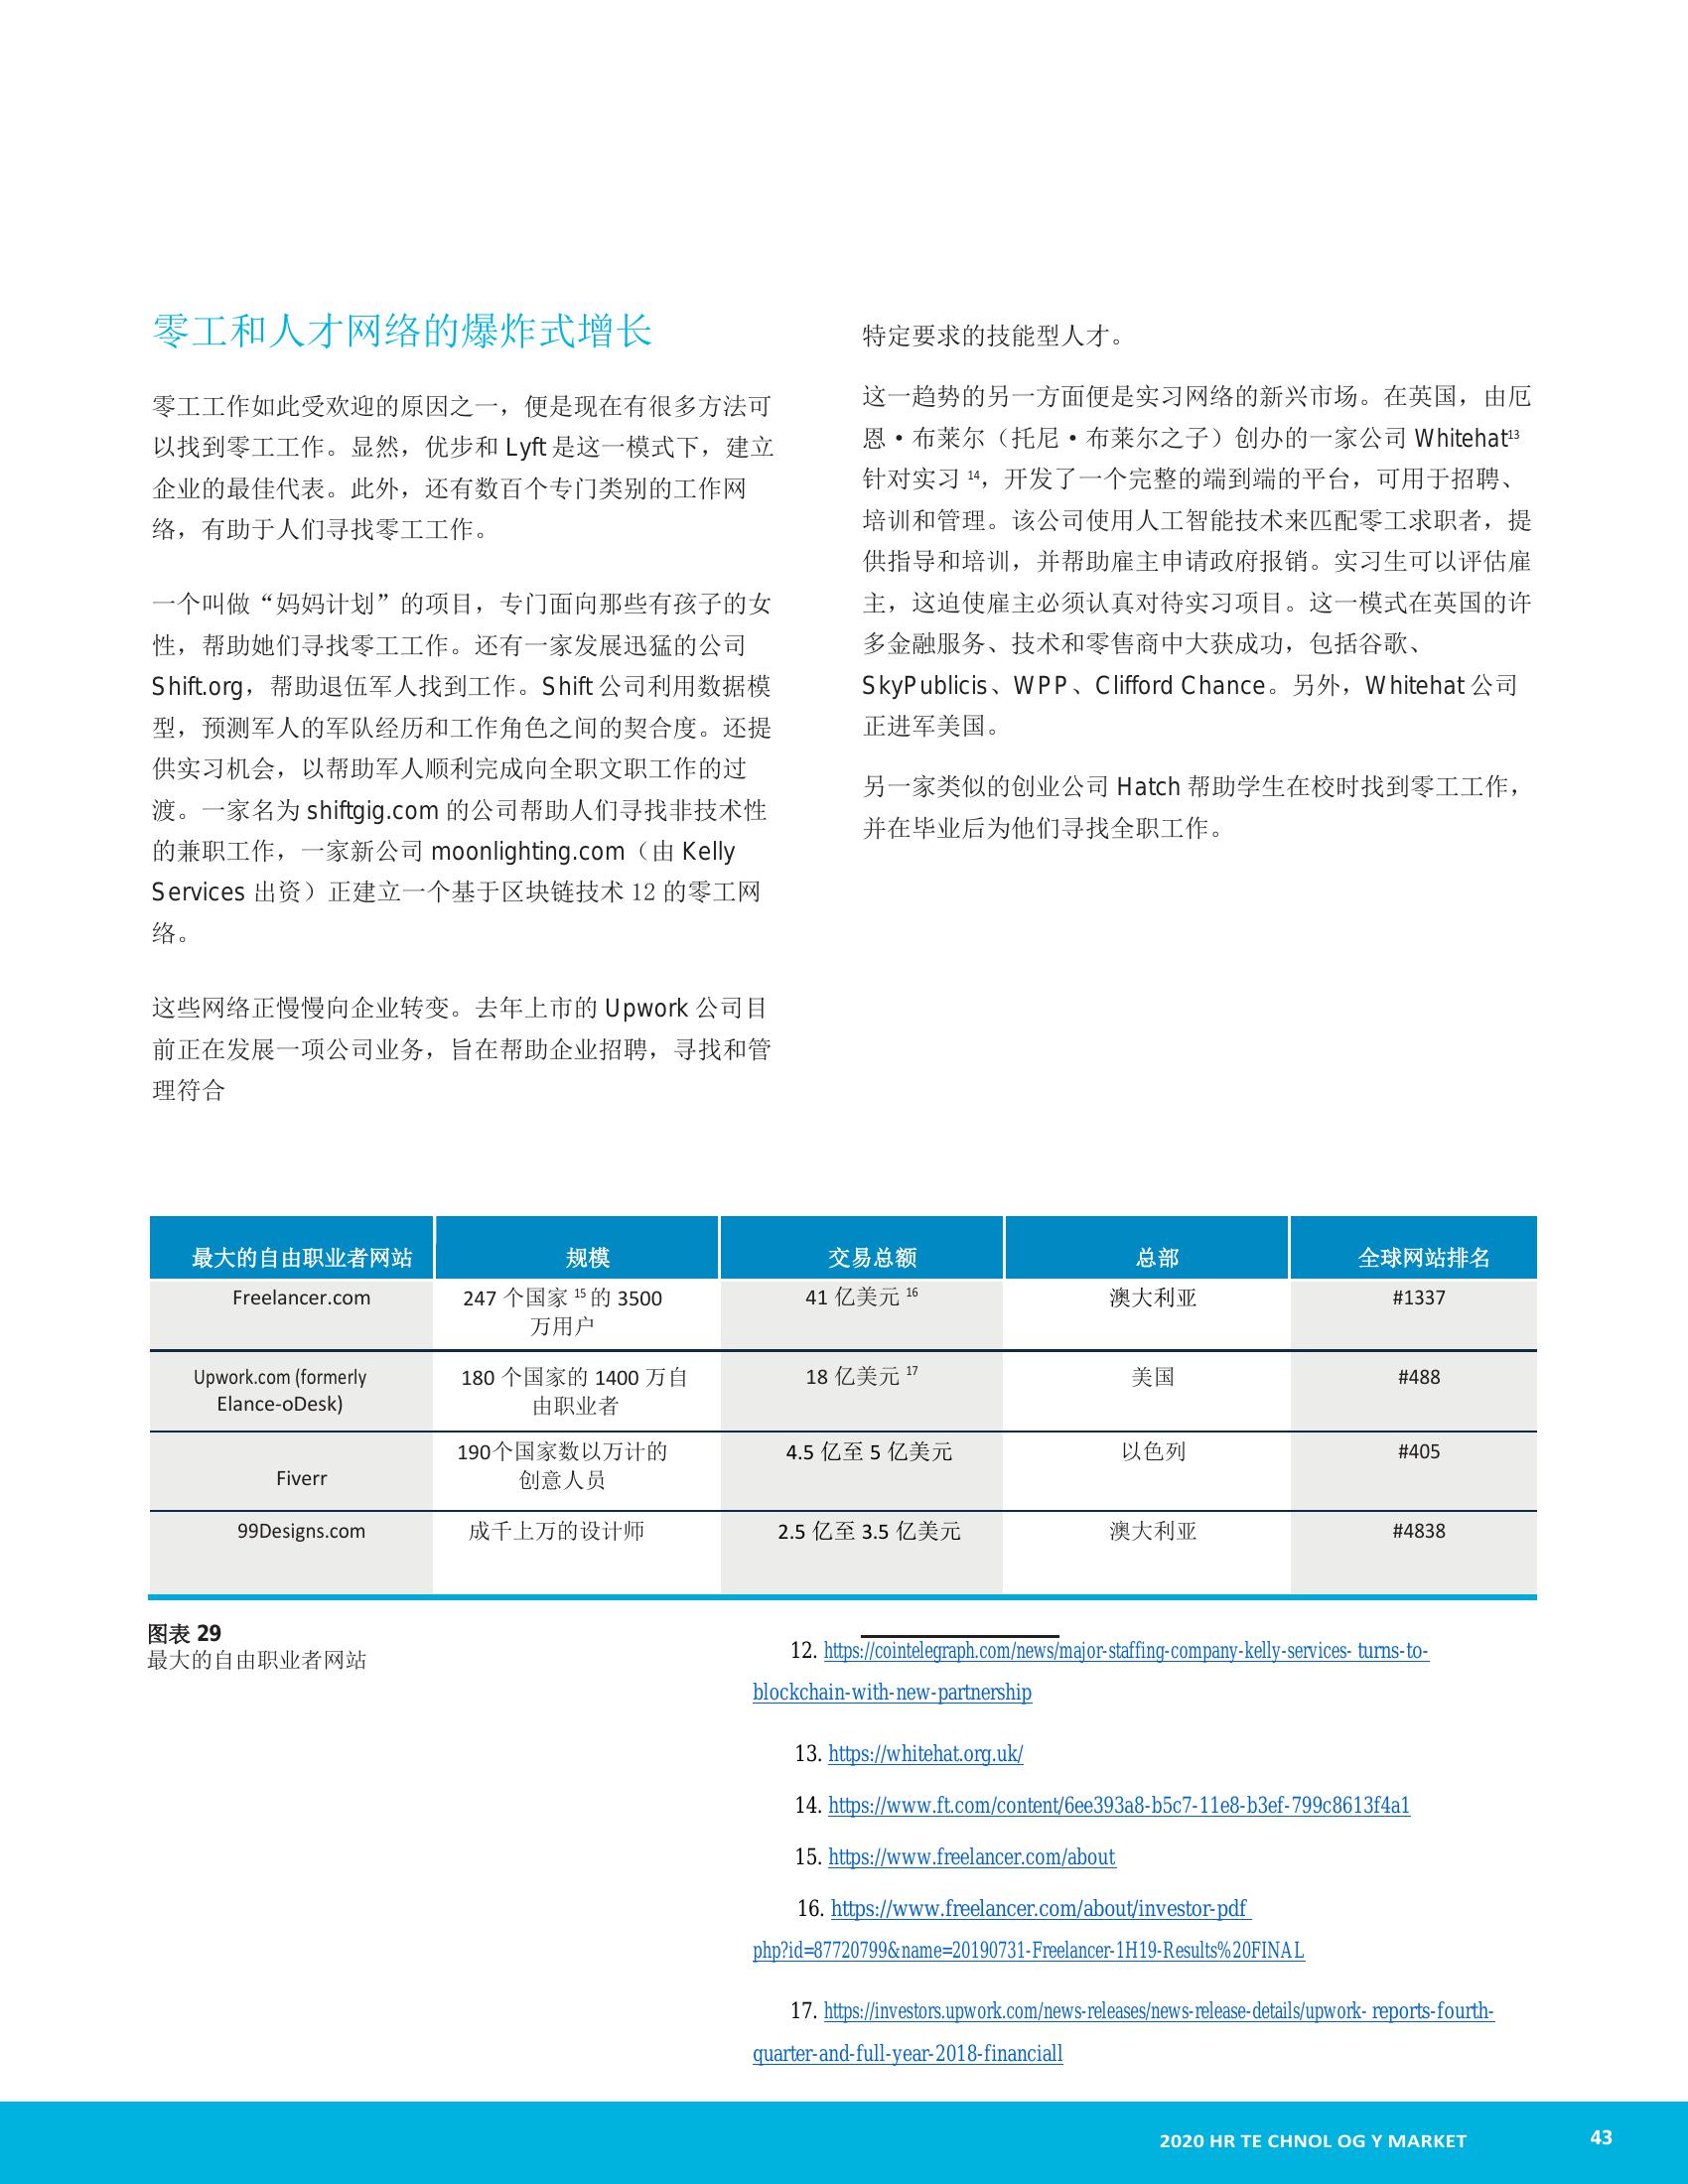 零工和人才网络的爆炸式增长
零工工作如此受欢迎的原因之一，便是现在有很多方法可
以找到零工工作。显然，优步和 Lyft 是这一模式下，建立
企业的最佳代表。此外，还有数百个专门类别的工作网
络，有助于人们寻找零工工作。
一个叫做“妈妈计划”的项目，专门面向那些有孩子的女
性，帮助她们寻找零工工作。还有一家发展迅猛的公司
Shift.org，帮助退伍军人找到工作。Shift 公司利用数据模
型，预测军人的军队经历和工作角色之间的契合度。还提
供实习机会，以帮助军人顺利完成向全职文职工作的过
渡。一家名为 shiftgig.com 的公司帮助人们寻找非技术性
的兼职工作，一家新公司 moonlighting.com（由 Kelly
Services 出资）正建立一个基于区块链技术 12 的零工网
络。
这些网络正慢慢向企业转变。去年上市的 Upwork 公司目
前正在发展一项公司业务，旨在帮助企业招聘，寻找和管
理符合
特定要求的技能型人才。
这一趋势的另一方面便是实习网络的新兴市场。在英国，由厄
恩·布莱尔（托尼·布莱尔之子）创办的一家公司 Whitehat13
针对实习 14，开发了一个完整的端到端的平台，可用于招聘、
培训和管理。该公司使用人工智能技术来匹配零工求职者，提
供指导和培训，并帮助雇主申请政府报销。实习生可以评估雇
主，这迫使雇主必须认真对待实习项目。这一模式在英国的许
多金融服务、技术和零售商中大获成功，包括谷歌、
SkyPublicis、WPP、Clifford Chance。另外，Whitehat 公司
正进军美国。
另一家类似的创业公司 Hatch 帮助学生在校时找到零工工作，
并在毕业后为他们寻找全职工作。
最大的自由职业者网站 规模 交易总额 总部 全球网站排名
Freelancer.com 247 个国家 15 的 3500 41 亿美元 16 澳大利亚 #1337
万用户
Upwork.com (formerly 180 个国家的 1400 万自 18 亿美元 17 美国 #488
Elance-oDesk) 由职业者
190个国家数以万计的 4.5 亿至 5 亿美元 以色列 #405
Fiverr 创意人员
99Designs.com 成千上万的设计师 2.5 亿至 3.5 亿美元 澳大利亚 #4838
图表 29
最大的自由职业者网站
12. https://cointelegraph.com/news/major-staffing-company-kelly-services- turns-to-
blockchain-with-new-partnership
13. https://whitehat.org.uk/
14. https://www.ft.com/content/6ee393a8-b5c7-11e8-b3ef-799c8613f4a1
15. https://www.freelancer.com/about
16. https://www.freelancer.com/about/investor-pdf
php?id=87720799&name=20190731-Freelancer-1H19-Results%20FINAL
17. https://investors.upwork.com/news-releases/news-release-details/upwork- reports-fourth-
quarter-and-full-year-2018-financiall
2020 HR TE CHNOL OG Y MARKET 43